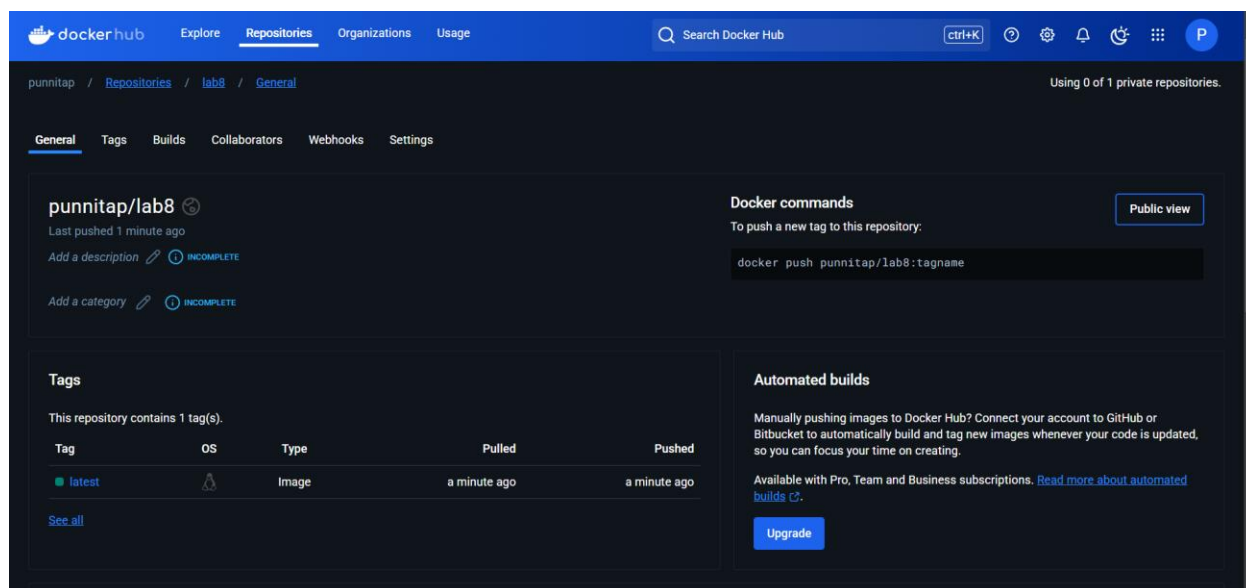 dockerhub Explore Repositories Organizations Usage Search Docker Hub ctrl+K P
punnitap / Repositories / lab8 / General Using 0 of 1 private repositories.
General Tags Builds Collaborators Webhooks Settings
punnitap/lab8
Last pushed 1 minute ago
Add a description INCOMPLETE
Add a category INCOMPLETE
Docker commands
To push a new tag to this repository:
Public view
docker push punnitap/lab8:tagname
Tags
This repository contains 1 tag(s).
Tag OS Type Pulled Pushed
latest Image a minute ago a minute ago
See all
Automated builds
Manually pushing images to Docker Hub? Connect your account to GitHub or
Bitbucket to automatically build and tag new images whenever your code is updated,
so you can focus your time on creating.
Available with Pro, Team and Business subscriptions. Read more about automated
builds.
Upgrade